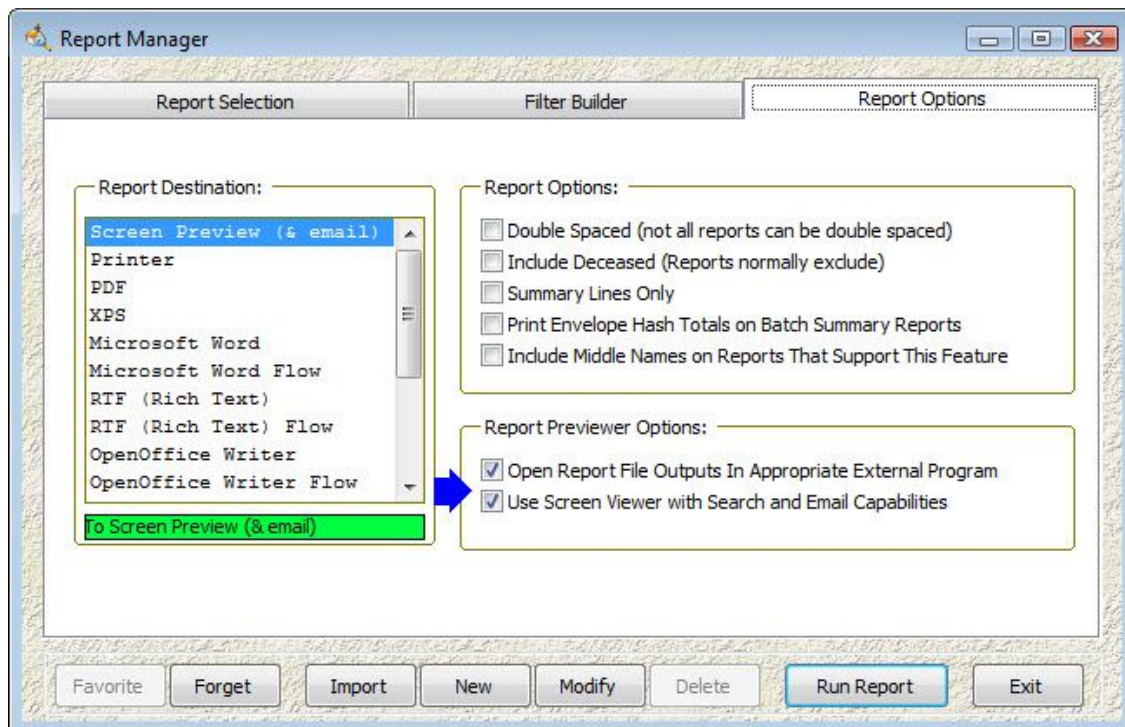 Report Manager
Report Selection
Filter Builder
Report Options
Report Destination:
Screen Preview (& email)
Printer
PDF
XPS
Microsoft Word
Microsoft Word Flow
RTF (Rich Text)
RTF (Rich Text) Flow
OpenOffice Writer
OpenOffice Writer Flow
To Screen Preview (& email)
Report Options:
Double Spaced (not all reports can be double spaced)
Include Deceased (Reports normally exclude)
Summary Lines Only
Print Envelope Hash Totals on Batch Summary Reports
Include Middle Names on Reports That Support This Feature
Report Previewer Options:
Open Report File Outputs In Appropriate External Program
Use Screen Viewer with Search and Email Capabilities
Favorite
Forget
Import
New
Modify
Delete
Run Report
Exit